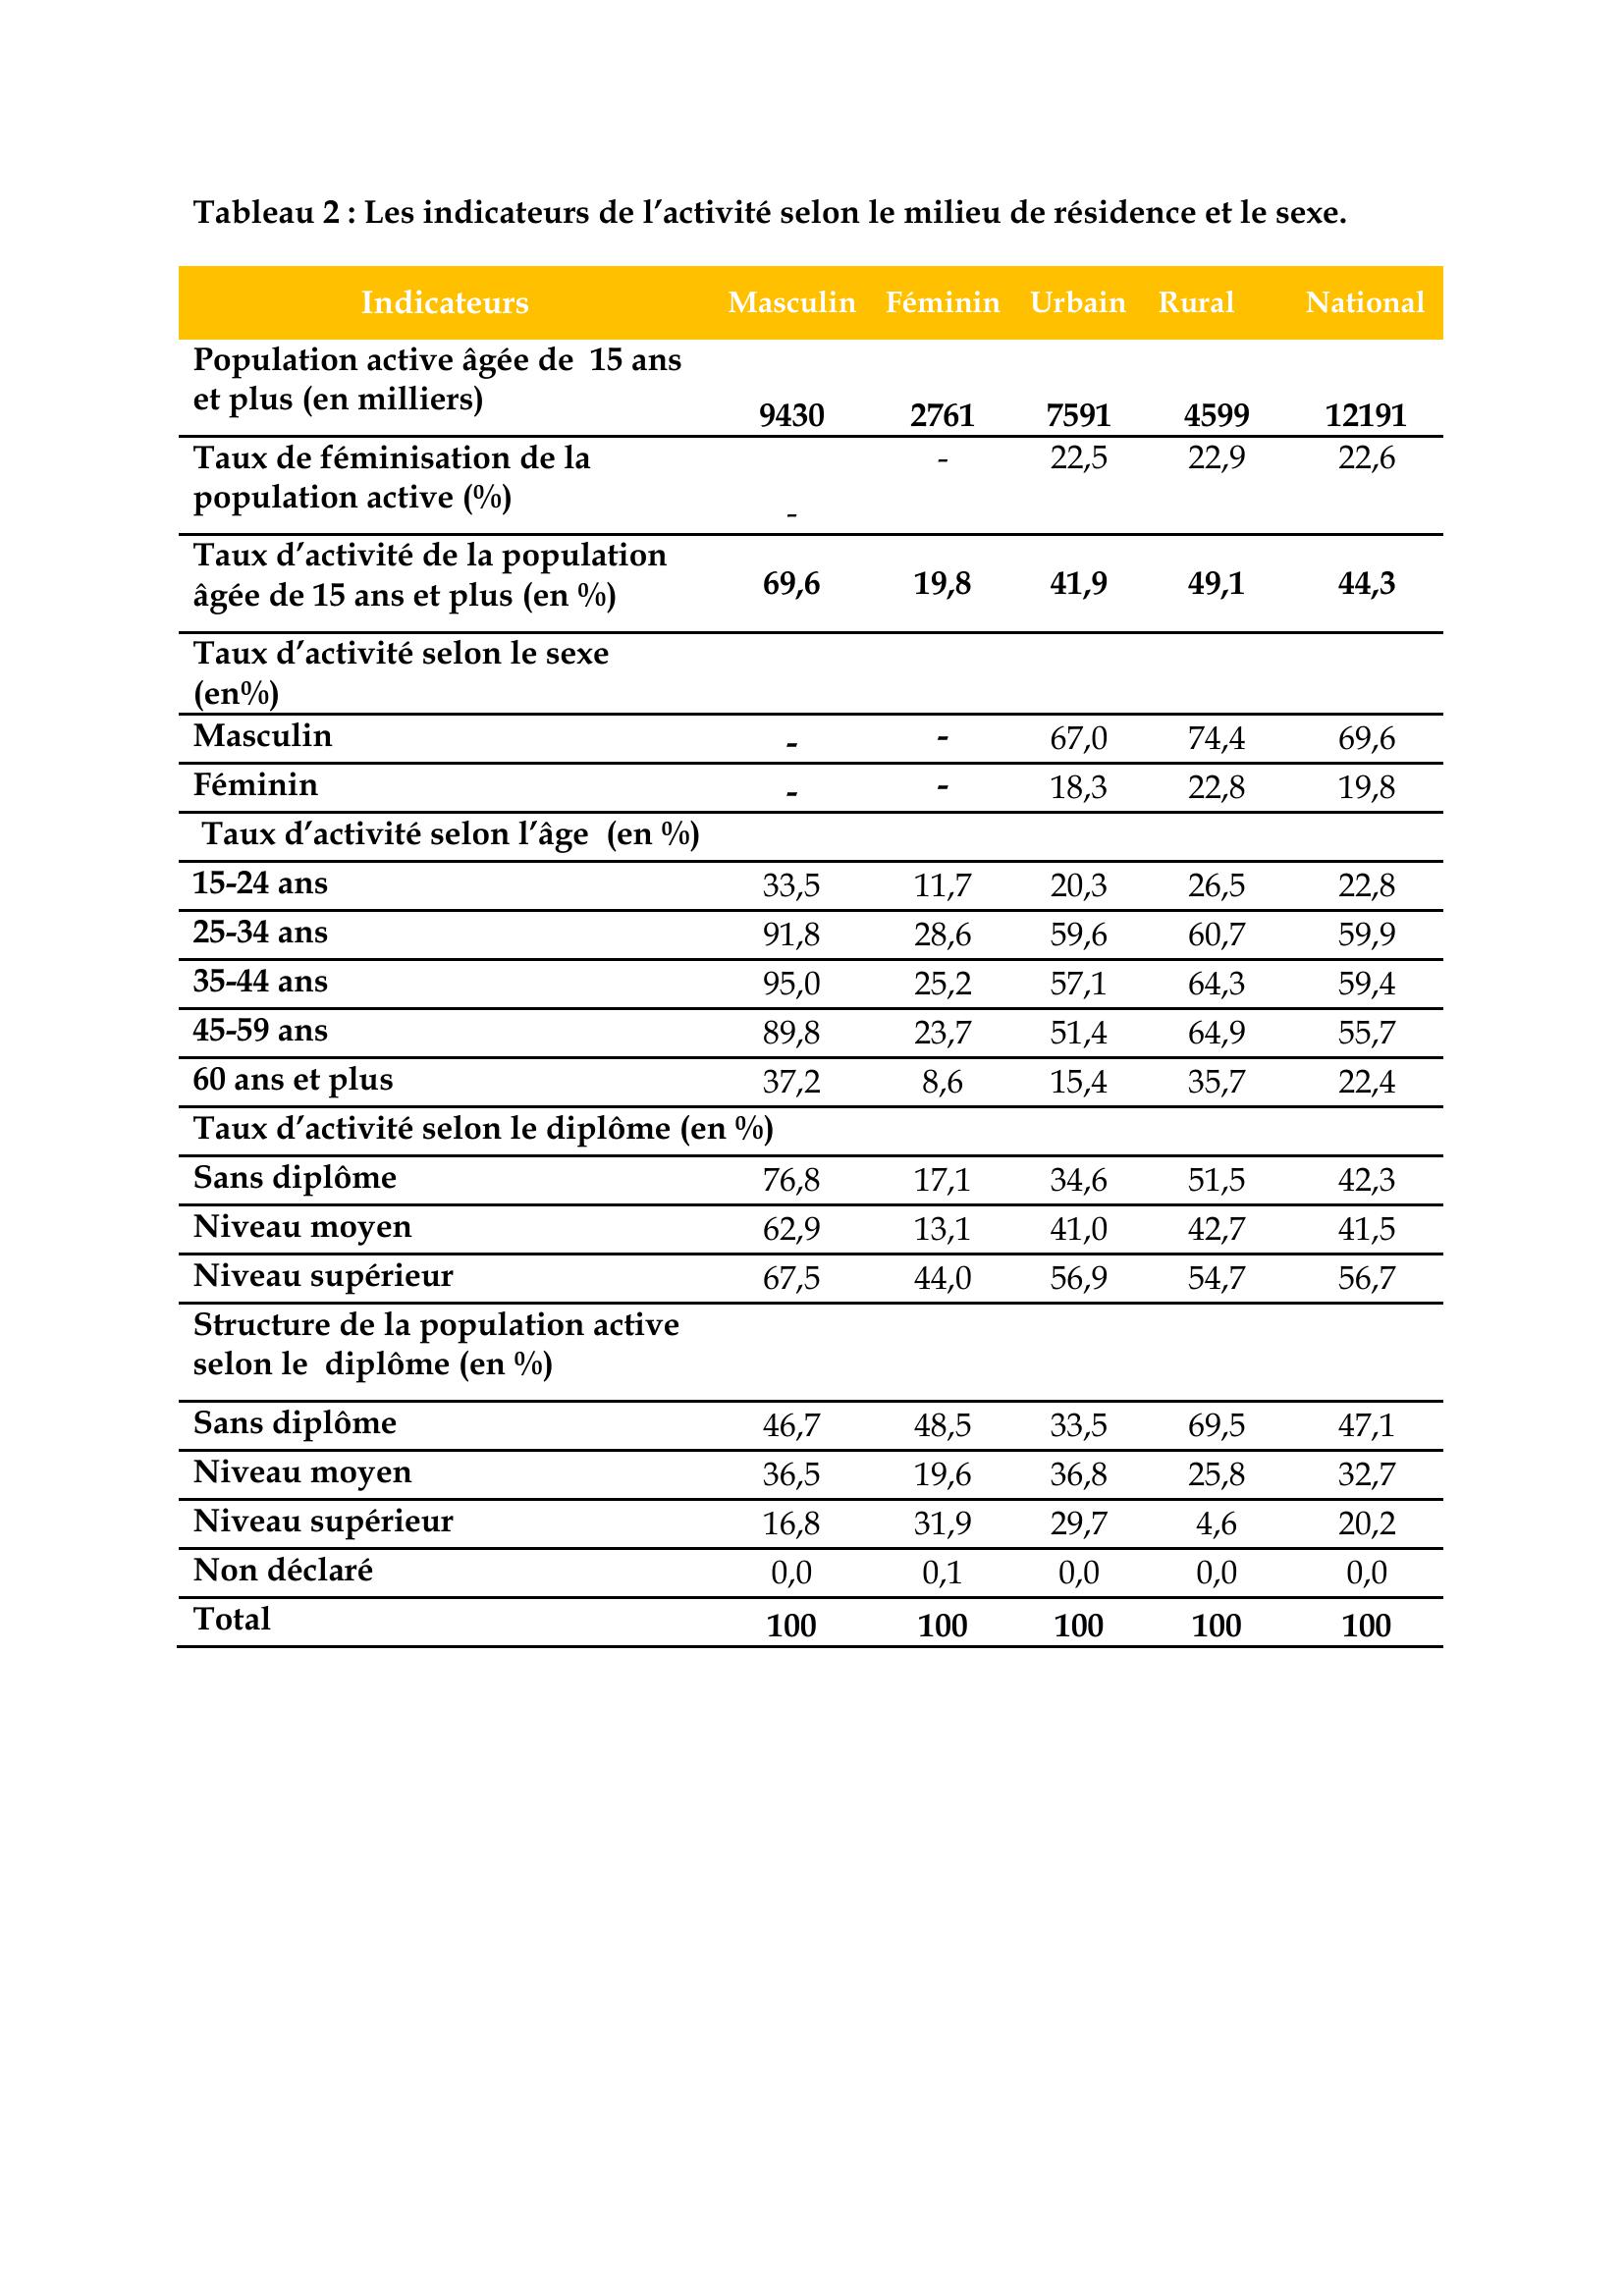 Tableau 2 : Les indicateurs de l’activité selon le milieu de résidence et le sexe.
Indicateurs Masculin Féminin Urbain Rural National
Population active âgée de 15 ans
et plus (en milliers) 9430 2761 7591 4599 12191
Taux de féminisation de la - 22,5 22,9 22,6
population active (%) -
Taux d’activité de la population
âgée de 15 ans et plus (en %) 69,6 19,8 41,9 49,1 44,3
Taux d’activité selon le sexe
(en%)
Masculin - - 67,0 74,4 69,6
Féminin - - 18,3 22,8 19,8
Taux d’activité selon l’âge (en %)
15-24 ans 33,5 11,7 20,3 26,5 22,8
25-34 ans 91,8 28,6 59,6 60,7 59,9
35-44 ans 95,0 25,2 57,1 64,3 59,4
45-59 ans 89,8 23,7 51,4 64,9 55,7
60 ans et plus 37,2 8,6 15,4 35,7 22,4
Taux d’activité selon le diplôme (en %)
Sans diplôme 76,8 17,1 34,6 51,5 42,3
Niveau moyen 62,9 13,1 41,0 42,7 41,5
Niveau supérieur 67,5 44,0 56,9 54,7 56,7
Structure de la population active
selon le diplôme (en %)
Sans diplôme 46,7 48,5 33,5 69,5 47,1
Niveau moyen 36,5 19,6 36,8 25,8 32,7
Niveau supérieur 16,8 31,9 29,7 4,6 20,2
Non déclaré 0,0 0,1 0,0 0,0 0,0
Total 100 100 100 100 100